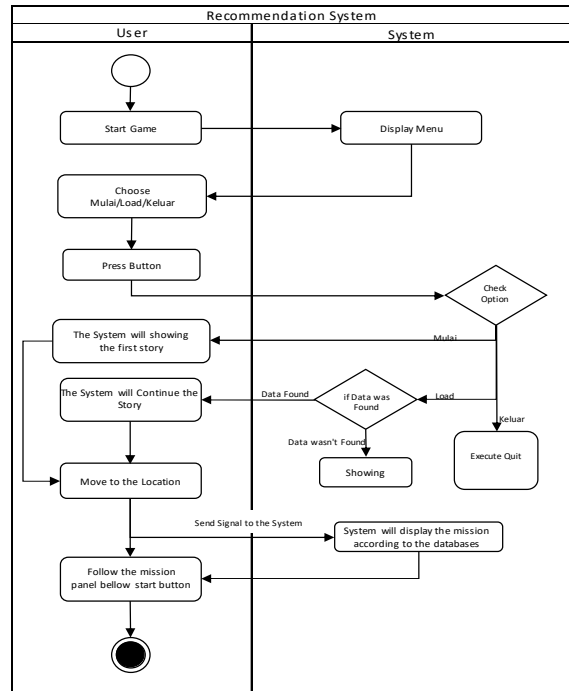 Recommendation System
User
System
Start Game
Display Menu
Choose
Mulai/Load/Keluar
Press Button
Check
Option
The System will showing
the first story
Mulai
The System will Continue the
Story
Data Found
if Data was
Found
Load
Keluar
Data wasn't Found
Execute Quit
Showing
Move to the Location
Send Signal to the System
System will display the mission
according to the databases
Follow the mission
panel bellow start button